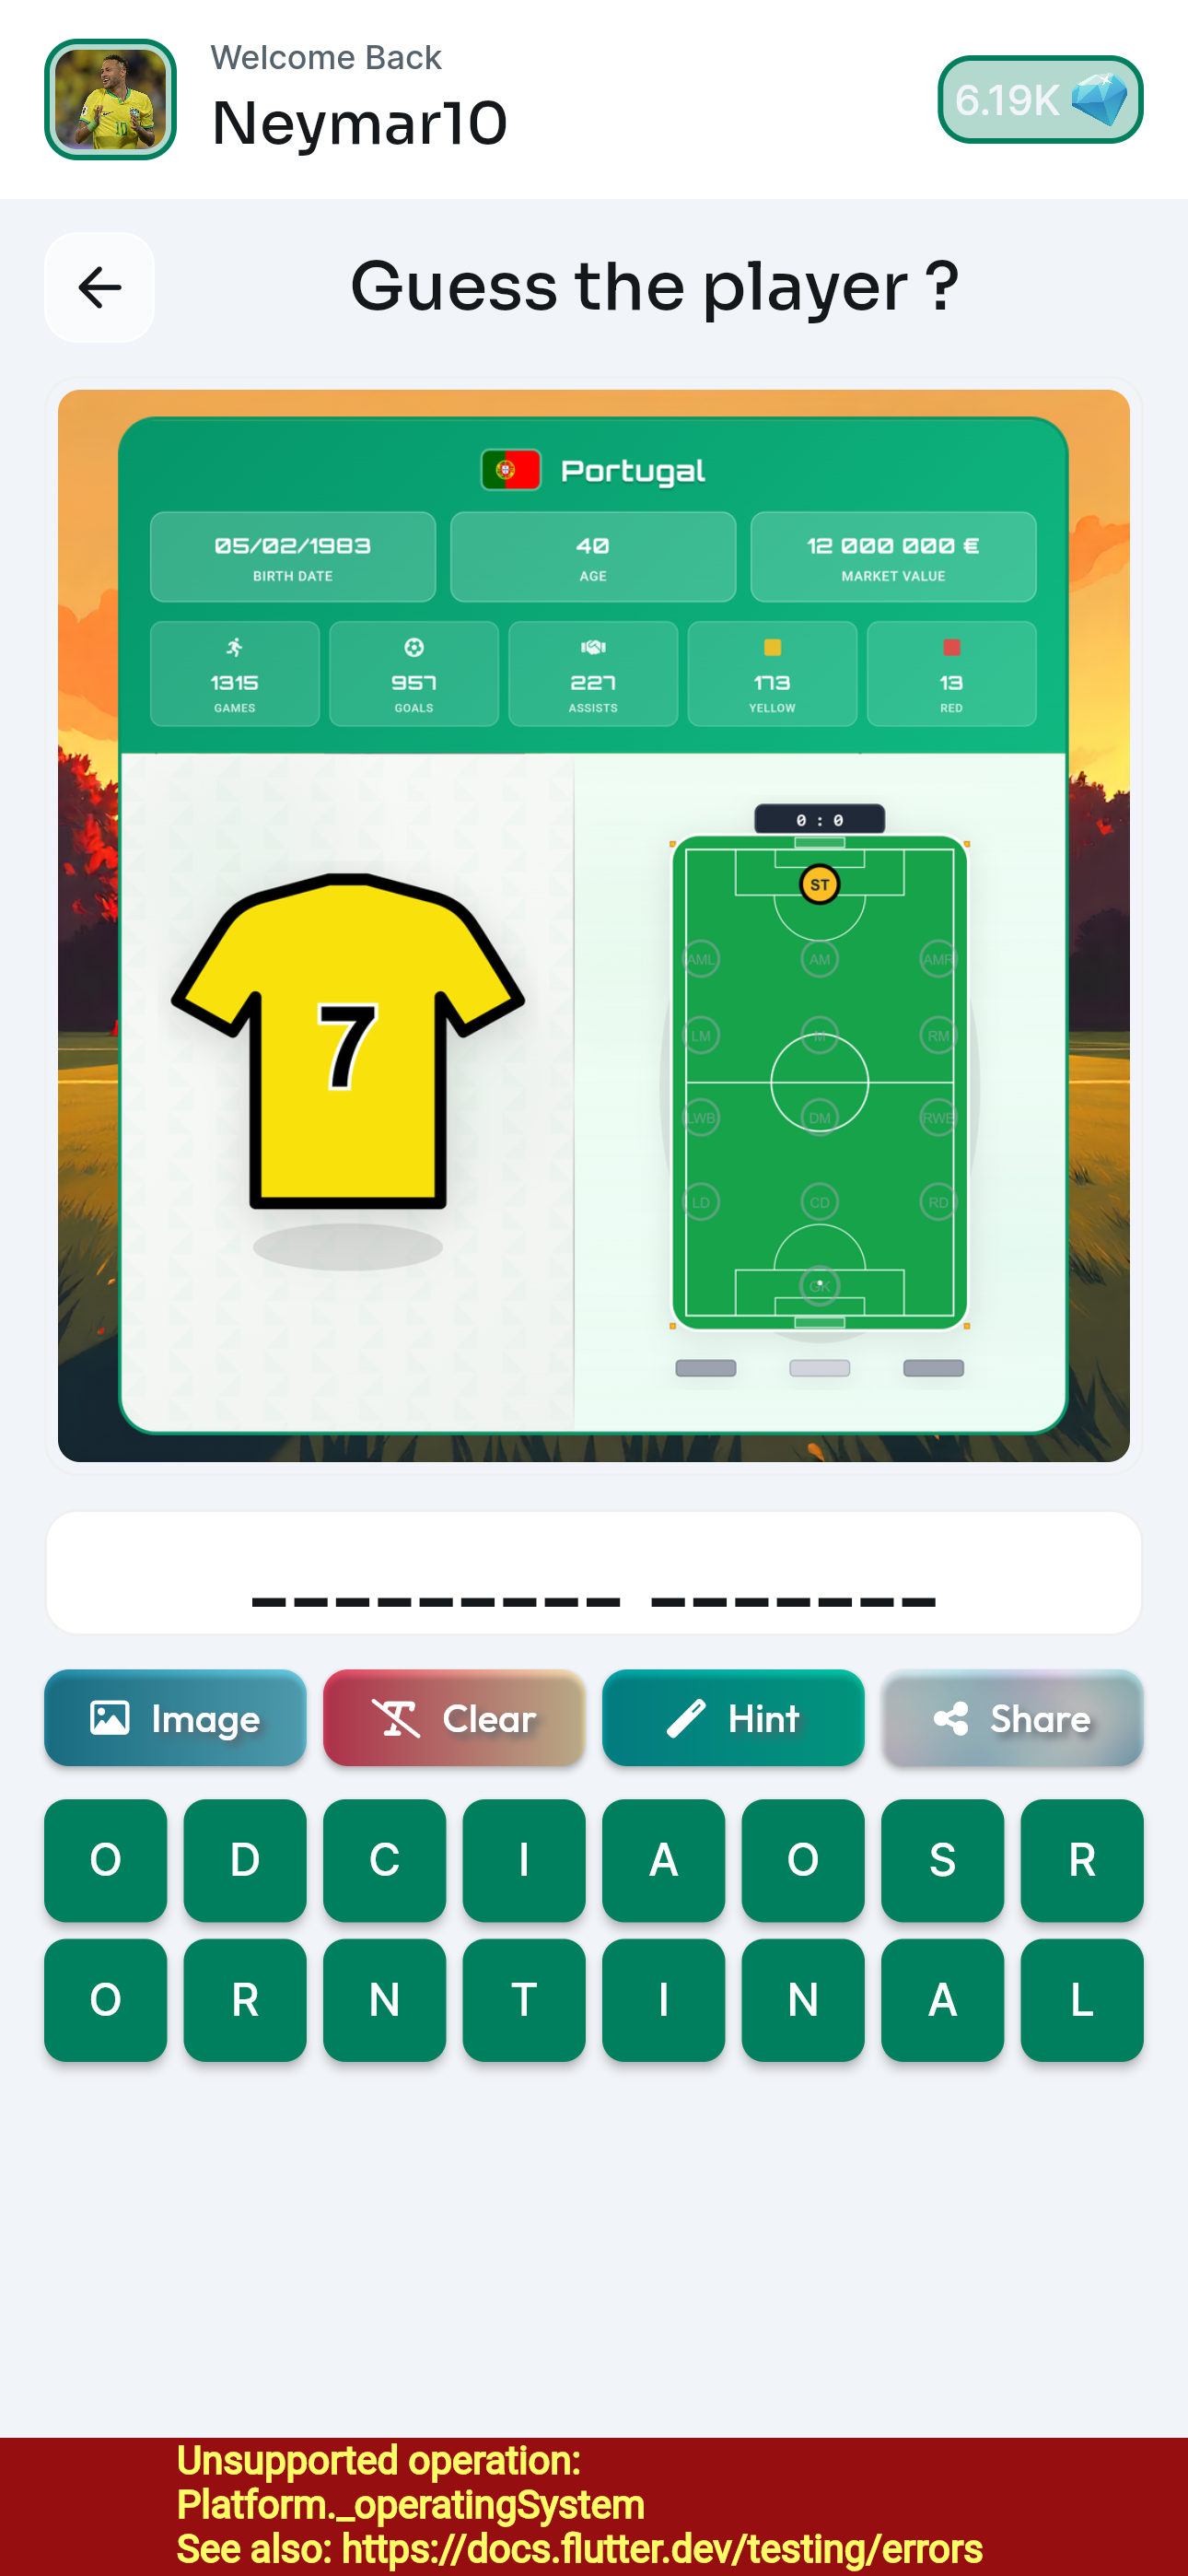 Welcome Back
Neymar10
6.19K
Guess the player ?
Portugal
05/02/1983 40 12 000 000 €
BIRTH DATE AGE MARKET VALUE
1315 957 227 173 13
GAMES GOALS ASSISTS YELLOW RED
0 : 0
ST
AML AM AMR
7
LM M RM
LWB DM RWB
LD CD RD
GK
_ _ _ _ _ _ _ _ _ _ _ _ _ _ _ _
Image Clear Hint Share
O D C I A O S R
O R N T I N A L
Unsupported operation:
Platform._operatingSystem
See also: https://docs.flutter.dev/testing/errors